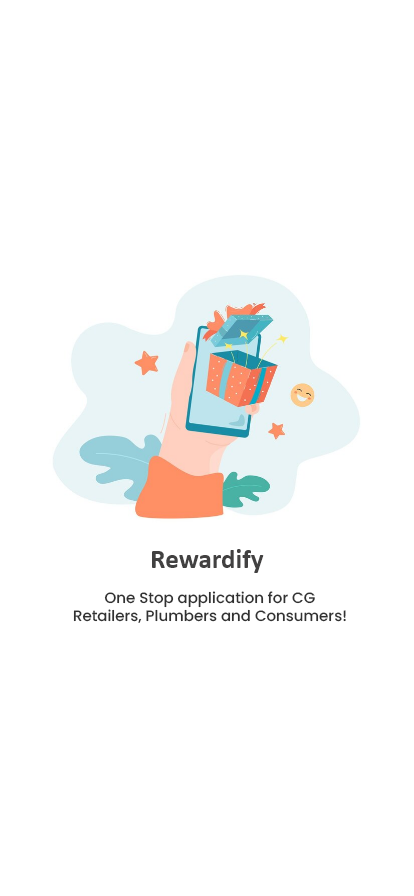 Rewardify
One Stop application for CG
Retailers, Plumbers and Consumers!